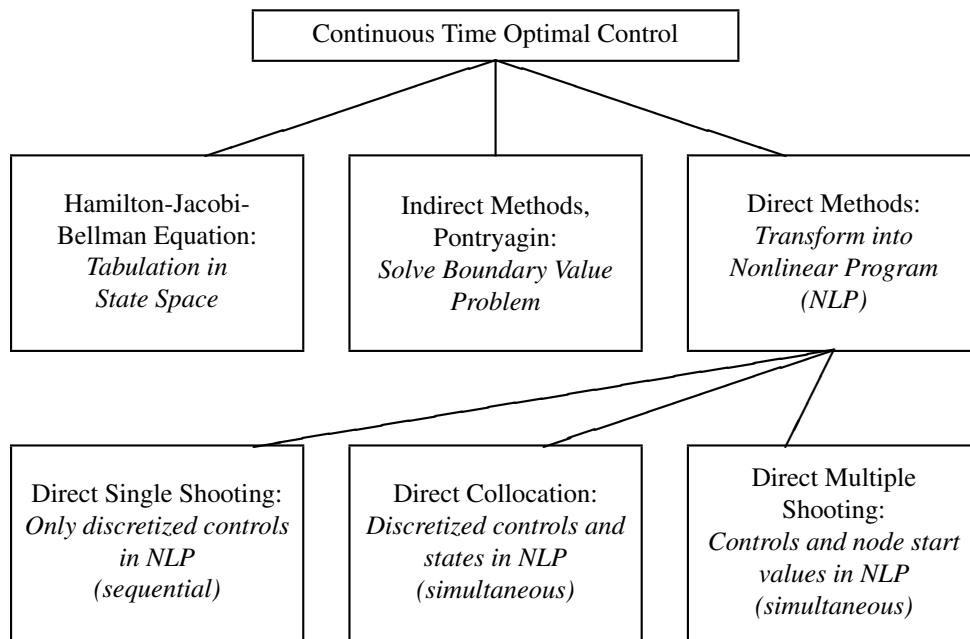 Continuous Time Optimal Control
Hamilton-Jacobi-
Bellman Equation:
Tabulation in
State Space
Indirect Methods,
Pontryagin:
Solve Boundary Value
Problem
Direct Methods:
Transform into
Nonlinear Program
(NLP)
Direct Single Shooting:
Only discretized controls
in NLP
(sequential)
Direct Collocation:
Discretized controls and
states in NLP
(simultaneous)
Direct Multiple
Shooting:
Controls and node start
values in NLP
(simultaneous)